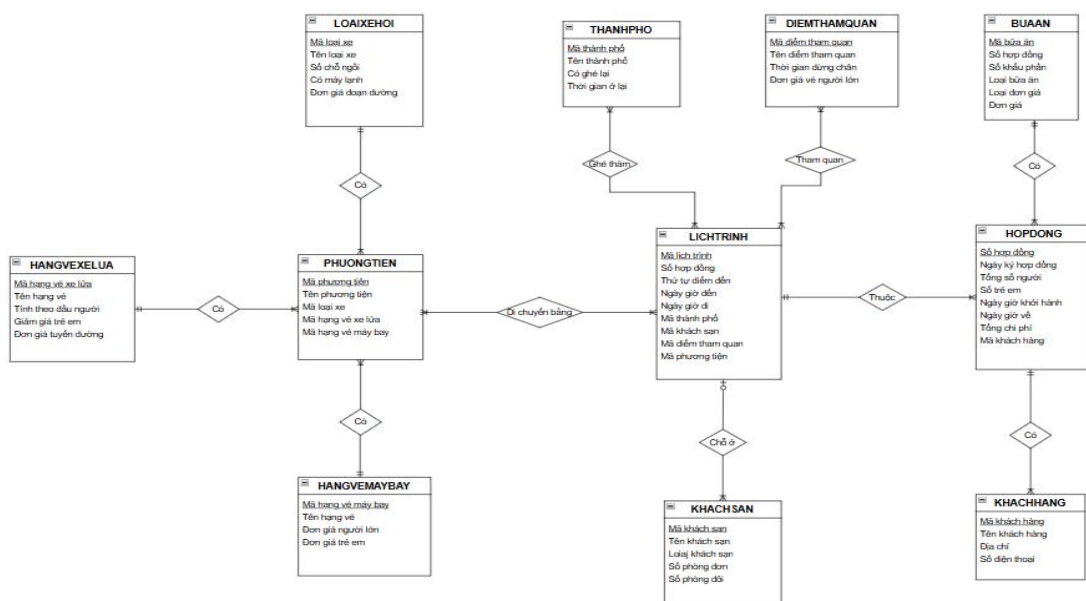 LOAIXEHOI
Mã loại xe
Tên loại xe
Số chỗ ngồi
Có máy lạnh
Đơn giá đoạn đường
THANHPHO
Mã thành phố
Tên thành phố
Có ghé lại
Thời gian ở lại
DIEMTHAMQUAN
Mã điểm tham quan
Tên điểm tham quan
Thời gian dừng chân
Đơn giá vé người lớn
BUAAN
Mã bữa ăn
Số hợp đồng
Số khẩu phần
Loại bữa ăn
Loại đơn giá
Đơn giá
Có
Ghé thăm
Tham quan
Có
HANGVEXELUA
Mã hạng vé xe lửa
Tên hạng vé
Tính theo đầu người
Giảm giá trẻ em
Đơn giá tuyến đường
Có
PHUONGTIEN
Mã phương tiện
Tên phương tiện
Mã loại xe
Mã hạng vé xe lửa
Mã hạng vé máy bay
Di chuyển bằng
LICHTRINH
Mã lịch trình
Số hợp đồng
Thứ tự điểm đến
Ngày giờ đến
Ngày giờ đi
Mã thành phố
Mã khách sạn
Mã điểm tham quan
Mã phương tiện
Thuộc
HOPDONG
Số hợp đồng
Ngày ký hợp đồng
Tổng số người
Số trẻ em
Ngày giờ khởi hành
Ngày giờ về
Tổng chi phí
Mã khách hàng
Có
Chỗ ở
Có
HANGVEMAYBAY
Mã hạng vé máy bay
Tên hạng vé
Đơn giá người lớn
Đơn giá trẻ em
KHACHSAN
Mã khách sạn
Tên khách sạn
Loiaj khách sạn
Số phòng đơn
Số phòng đôi
KHACHHANG
Mã khách hàng
Tên khách hàng
Địa chỉ
Số điện thoại